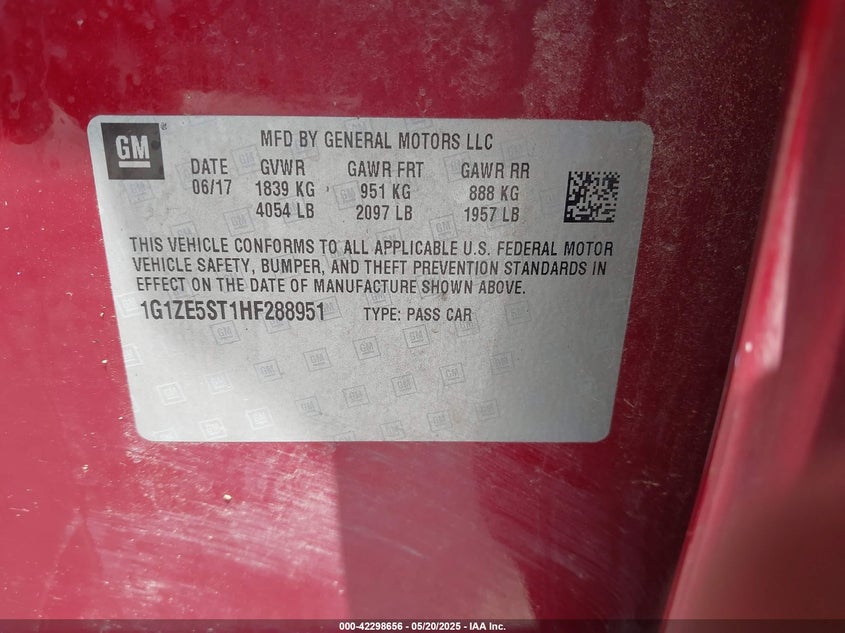 GM
MFD BY GENERAL MOTORS LLC
DATE GVWR GAWR FRT GAWR RR
06/17 1839 KG 951 KG 888 KG
4054 LB 2097 LB 1957 LB
THIS VEHICLE CONFORMS TO ALL APPLICABLE U.S. FEDERAL MOTOR
VEHICLE SAFETY, BUMPER, AND THEFT PREVENTION STANDARDS IN
EFFECT ON THE DATE OF MANUFACTURE SHOWN ABOVE.
1G1ZE5ST1HF288951 TYPE: PASS CAR
000-42298656 — 05/20/2025 — IAA Inc.